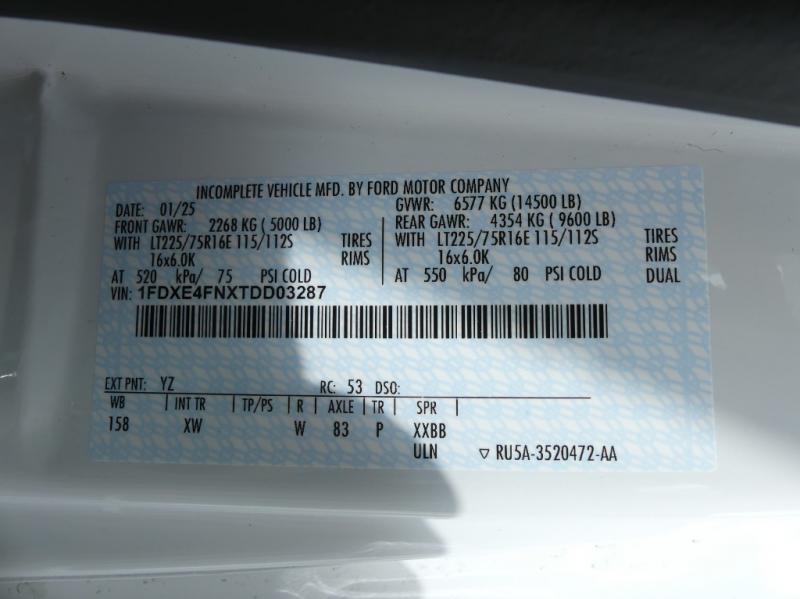 INCOMPLETE VEHICLE MFD. BY FORD MOTOR COMPANY
DATE: 01/25 GVWR: 6577 KG (14500 LB)
FRONT GAWR: 2268 KG ( 5000 LB) REAR GAWR: 4354 KG ( 9600 LB)
WITH LT225/75R16E 115/112S TIRES WITH LT225/75R16E 115/112S TIRES
16x6.0K RIMS 16x6.0K RIMS
AT 520 kPa/ 75 PSI COLD AT 550 kPa/ 80 PSI COLD DUAL
VIN: 1FDXE4FNXTDD03287
EXT PNT: YZ RC: 53 DSO:
WB INT TR TP/PS R AXLE TR SPR
158 XW W 83 P XXBB
ULN ▽ RU5A-3520472-AA